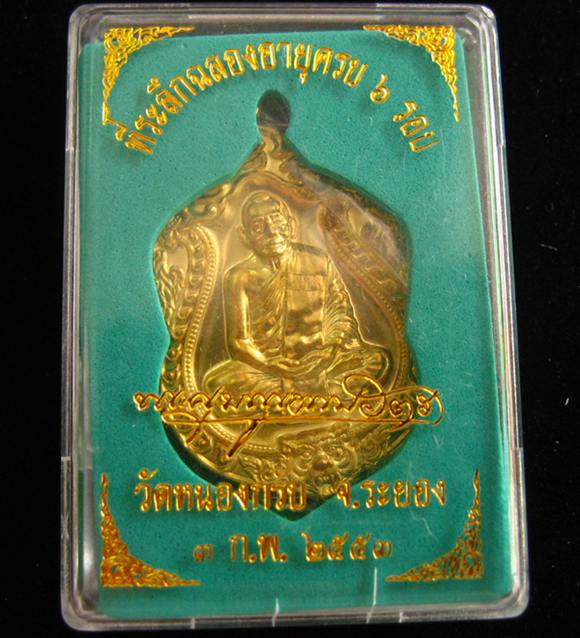 ที่ระลึกฉลองอายุครบ ๖ รอบ
วัดหนองกรับ จ.ระยอง
๓ ก.พ. ๒๕๕๓